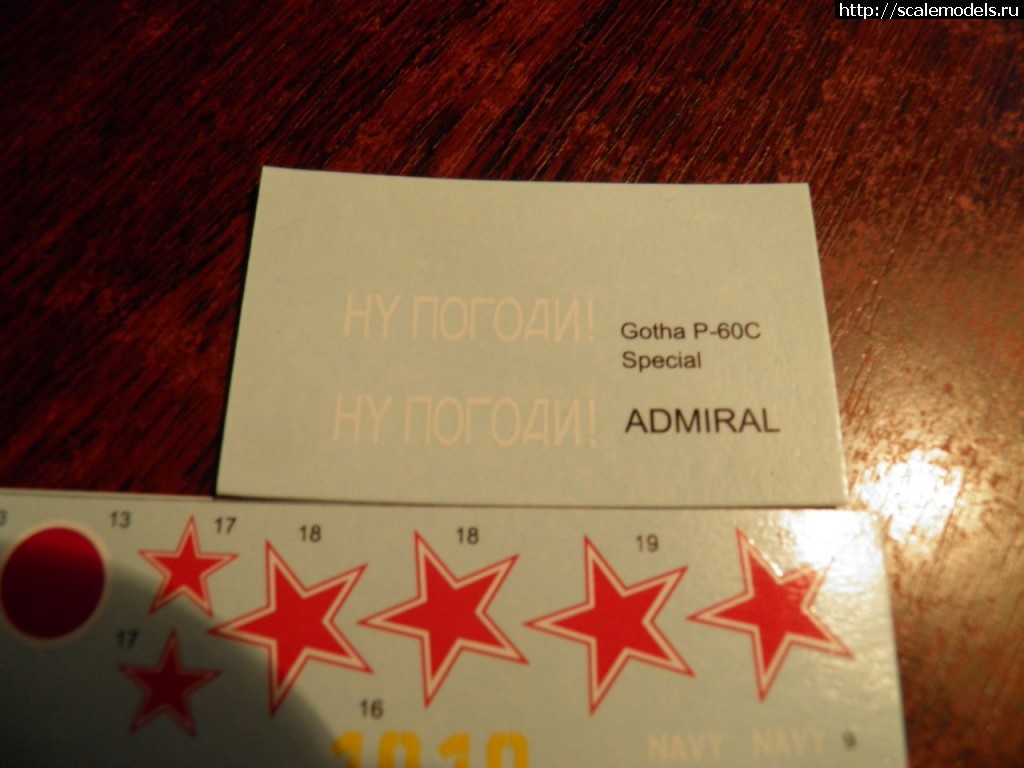 http://scalemodels.ru
НУ ПОГОДИ!
Gotha P-60C
Special
НУ ПОГОДИ!
ADMIRAL
13
17
18
18
19
17
16
1010
NAVY
NAVY
9